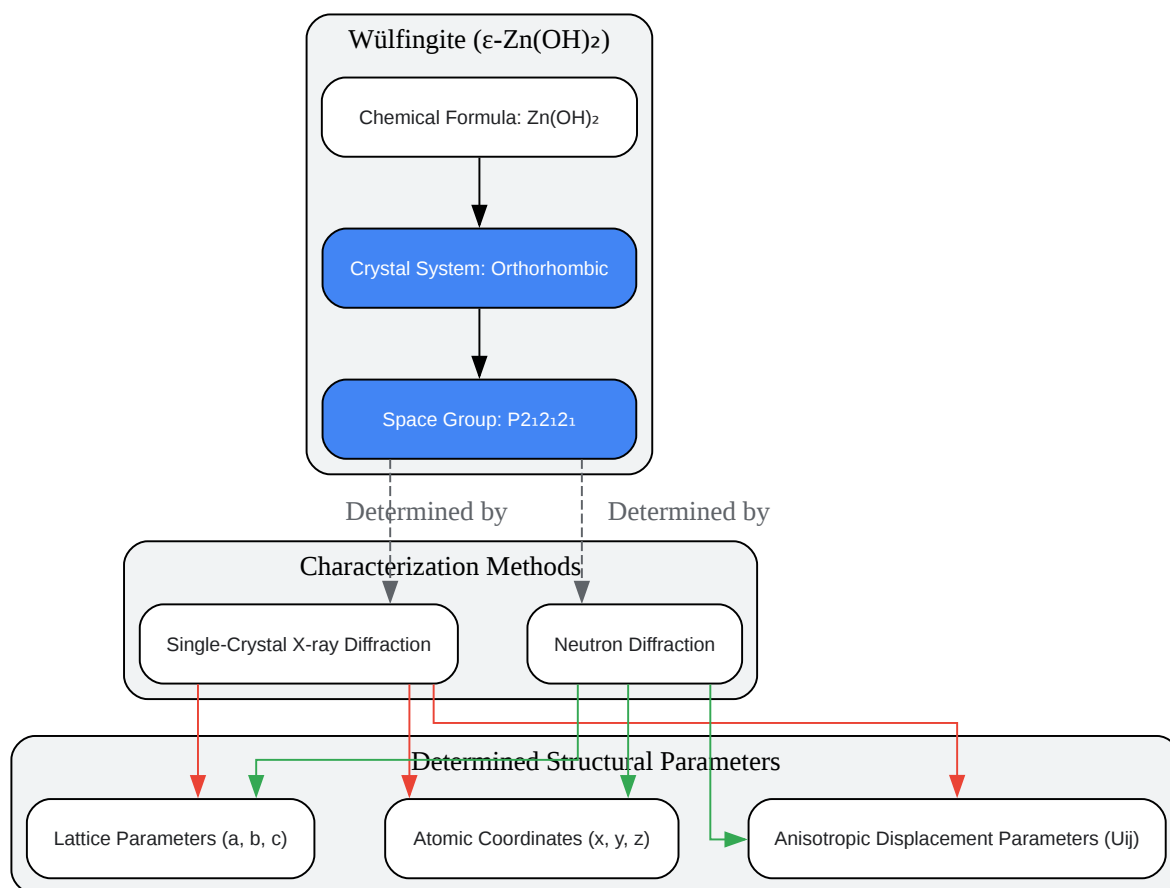 Wülfingite (ε-Zn(OH)₂)
Chemical Formula: Zn(OH)₂
Crystal System: Orthorhombic
Space Group: P2₁2₁2₁
Determined by
Determined by
Characterization Methods
Single-Crystal X-ray Diffraction
Neutron Diffraction
Determined Structural Parameters
Lattice Parameters (a, b, c)
Atomic Coordinates (x, y, z)
Anisotropic Displacement Parameters (Uij)